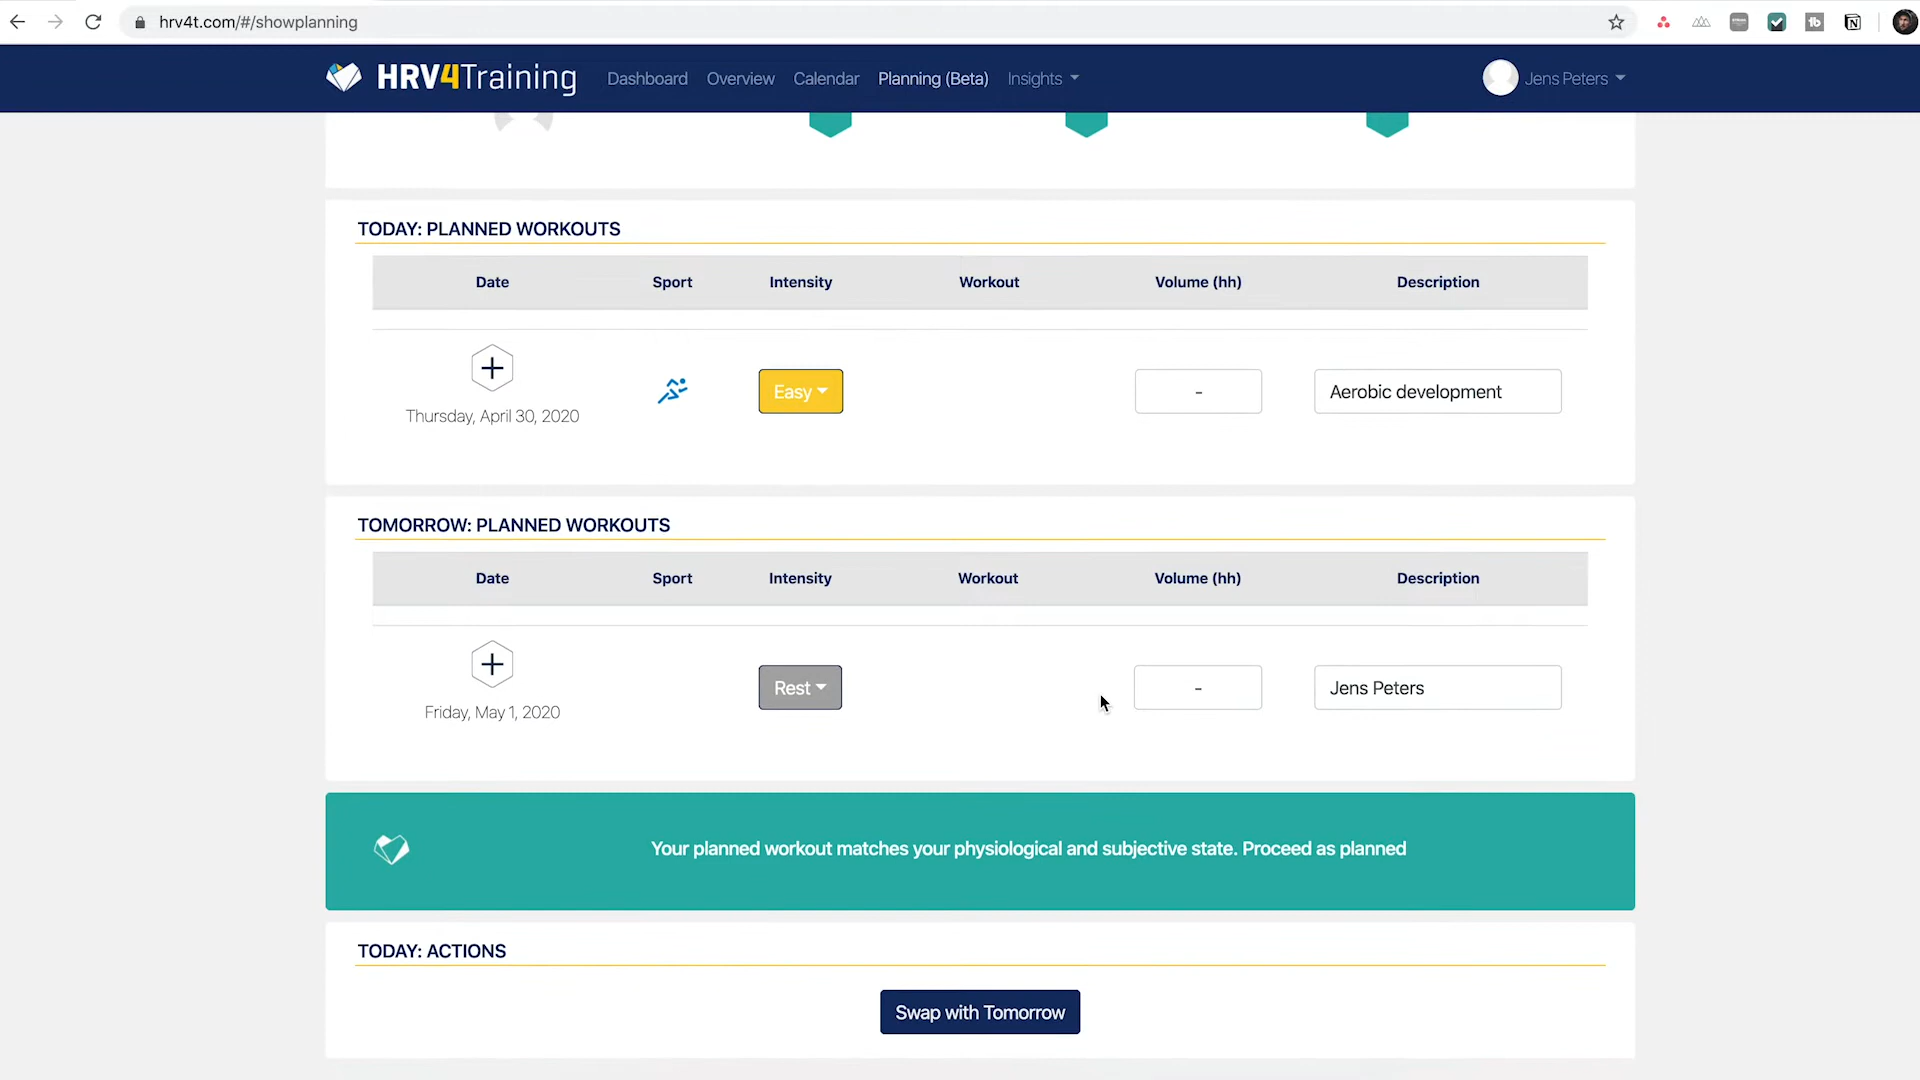 hrv4t.com/#/showplanning
HRV4Training Dashboard Overview Calendar Planning (Beta) Insights Jens Peters
TODAY: PLANNED WORKOUTS
Date Sport Intensity Workout Volume (hh) Description
Easy - Aerobic development
Thursday, April 30, 2020
TOMORROW: PLANNED WORKOUTS
Date Sport Intensity Workout Volume (hh) Description
Rest - Jens Peters
Friday, May 1, 2020
Your planned workout matches your physiological and subjective state. Proceed as planned
TODAY: ACTIONS
Swap with Tomorrow